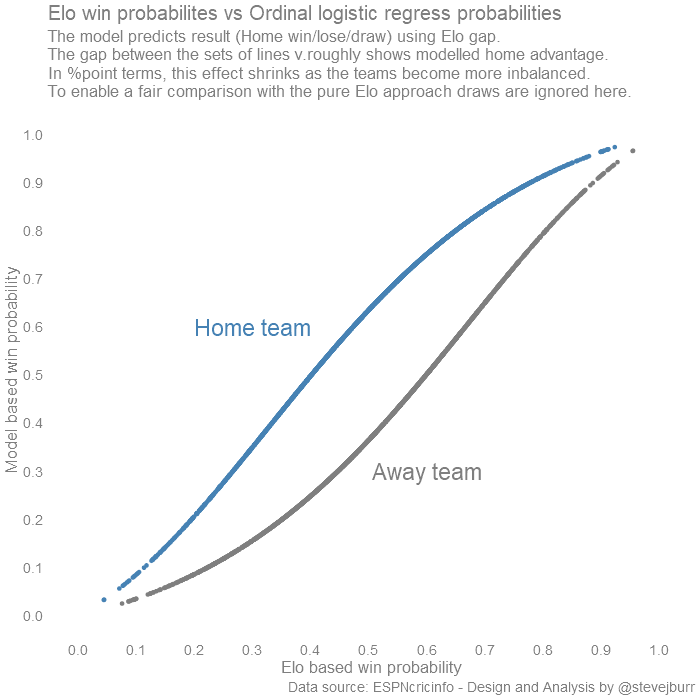 Elo win probabilites vs Ordinal logistic regress probabilities
The model predicts result (Home win/lose/draw) using Elo gap.
The gap between the sets of lines v.roughly shows modelled home advantage.
In %point terms, this effect shrinks as the teams become more inbalanced.
To enable a fair comparison with the pure Elo approach draws are ignored here.
1.0
0.9
0.8
0.7
0.6
0.5
0.4
0.3
0.2
0.1
0.0
Model based win probability
Home team
Away team
0.0 0.1 0.2 0.3 0.4 0.5 0.6 0.7 0.8 0.9 1.0
Elo based win probability
Data source: ESPNcricinfo - Design and Analysis by @stevejburr